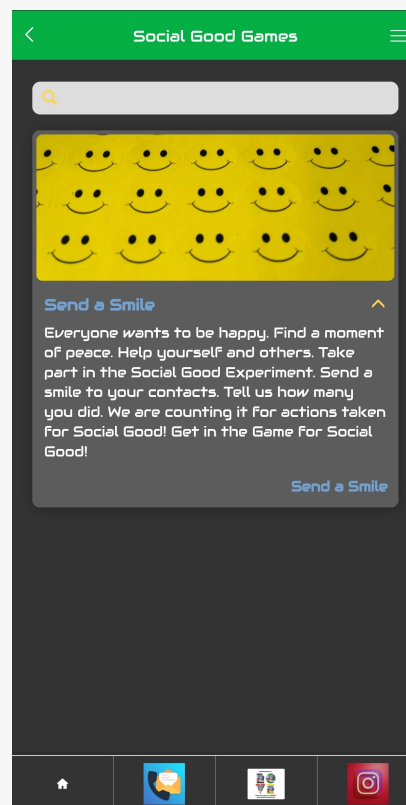 Social Good Games
Send a Smile
Everyone wants to be happy. Find a moment
of peace. Help yourself and others. Take
part in the Social Good Experiment. Send a
smile to your contacts. Tell us how many
you did. We are counting it for actions taken
for Social Good! Get in the Game for Social
Good!
Send a Smile